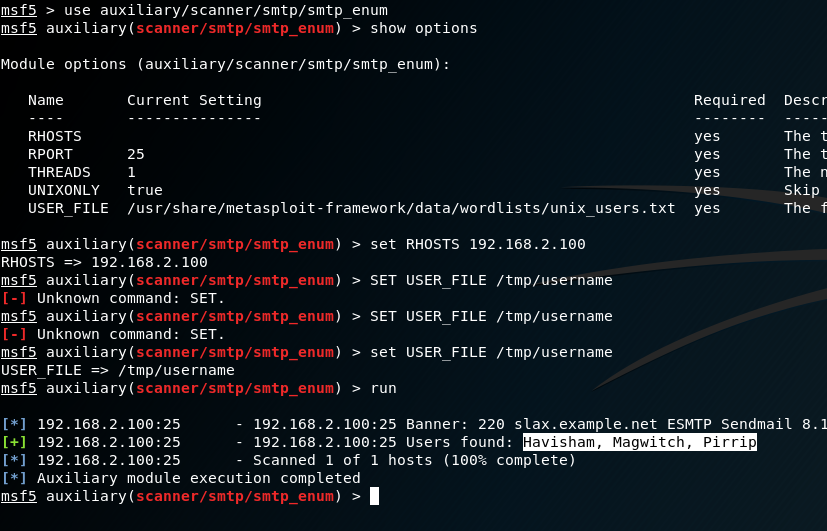 msf5 > use auxiliary/scanner/smtp/smtp_enum
msf5 auxiliary(scanner/smtp/smtp_enum) > show options
Module options (auxiliary/scanner/smtp/smtp_enum):
Name Current Setting Required Descr
---- --------------- -------- -----
RHOSTS yes The t
RPORT 25 yes The t
THREADS 1 yes The n
UNIXONLY true yes Skip
USER_FILE /usr/share/metasploit-framework/data/wordlists/unix_users.txt yes The f
msf5 auxiliary(scanner/smtp/smtp_enum) > set RHOSTS 192.168.2.100
RHOSTS => 192.168.2.100
msf5 auxiliary(scanner/smtp/smtp_enum) > SET USER_FILE /tmp/username
[-] Unknown command: SET.
msf5 auxiliary(scanner/smtp/smtp_enum) > SET USER_FILE /tmp/username
[-] Unknown command: SET.
msf5 auxiliary(scanner/smtp/smtp_enum) > set USER_FILE /tmp/username
USER_FILE => /tmp/username
msf5 auxiliary(scanner/smtp/smtp_enum) > run
[*] 192.168.2.100:25 - 192.168.2.100:25 Banner: 220 slax.example.net ESMTP Sendmail 8.1
[+] 192.168.2.100:25 - 192.168.2.100:25 Users found: Havisham, Magwitch, Pirrip
[*] 192.168.2.100:25 - Scanned 1 of 1 hosts (100% complete)
[*] Auxiliary module execution completed
msf5 auxiliary(scanner/smtp/smtp_enum) >